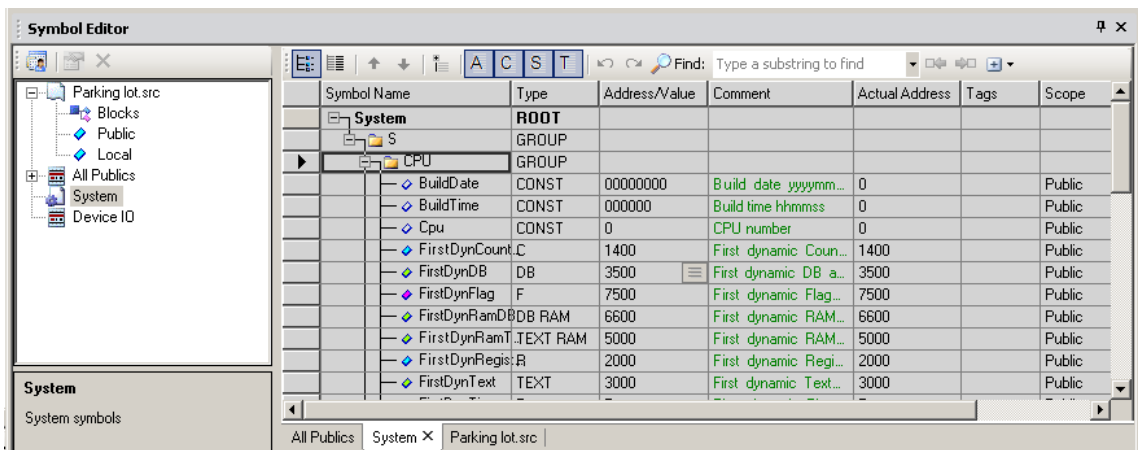 Symbol Editor
A C S T Find: Type a substring to find
Parking lot.src
Blocks
Public
Local
All Publics
System
Device IO
System
System symbols
Symbol Name Type Address/Value Comment Actual Address Tags Scope
System ROOT
S GROUP
CPU GROUP
BuildDate CONST 00000000 Build date yyyymm... 0 Public
BuildTime CONST 000000 Build time hhmmss 0 Public
Cpu CONST 0 CPU number 0 Public
FirstDynCount... C 1400 First dynamic Coun... 1400 Public
FirstDynDB DB 3500 First dynamic DB a... 3500 Public
FirstDynFlag F 7500 First dynamic Flag... 7500 Public
FirstDynRamDB DB RAM 6600 First dynamic RAM... 6600 Public
FirstDynRamT... TEXT RAM 5000 First dynamic RAM... 5000 Public
FirstDynRegis... R 2000 First dynamic Regi... 2000 Public
FirstDynText TEXT 3000 First dynamic Text... 3000 Public
All Publics System Parking lot.src